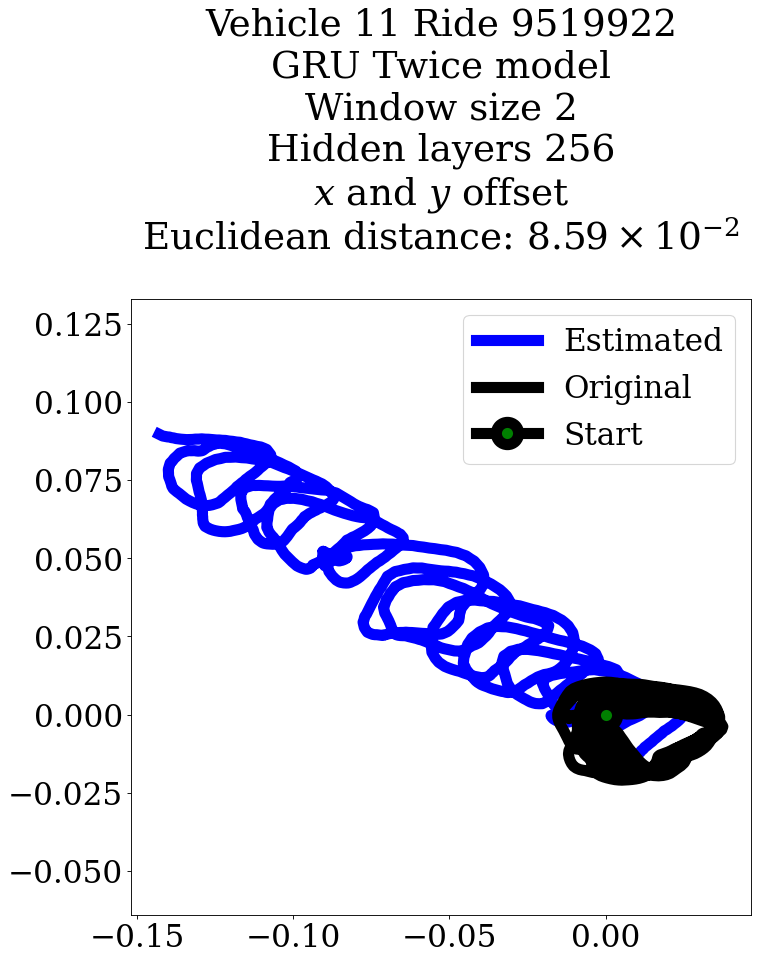 Vehicle 11 Ride 9519922
GRU Twice model
Window size 2
Hidden layers 256
x and y offset
Euclidean distance: 8.59 × 10⁻²
Estimated
Original
Start
0.125
0.100
0.075
0.050
0.025
0.000
−0.025
−0.050
−0.15 −0.10 −0.05 0.00